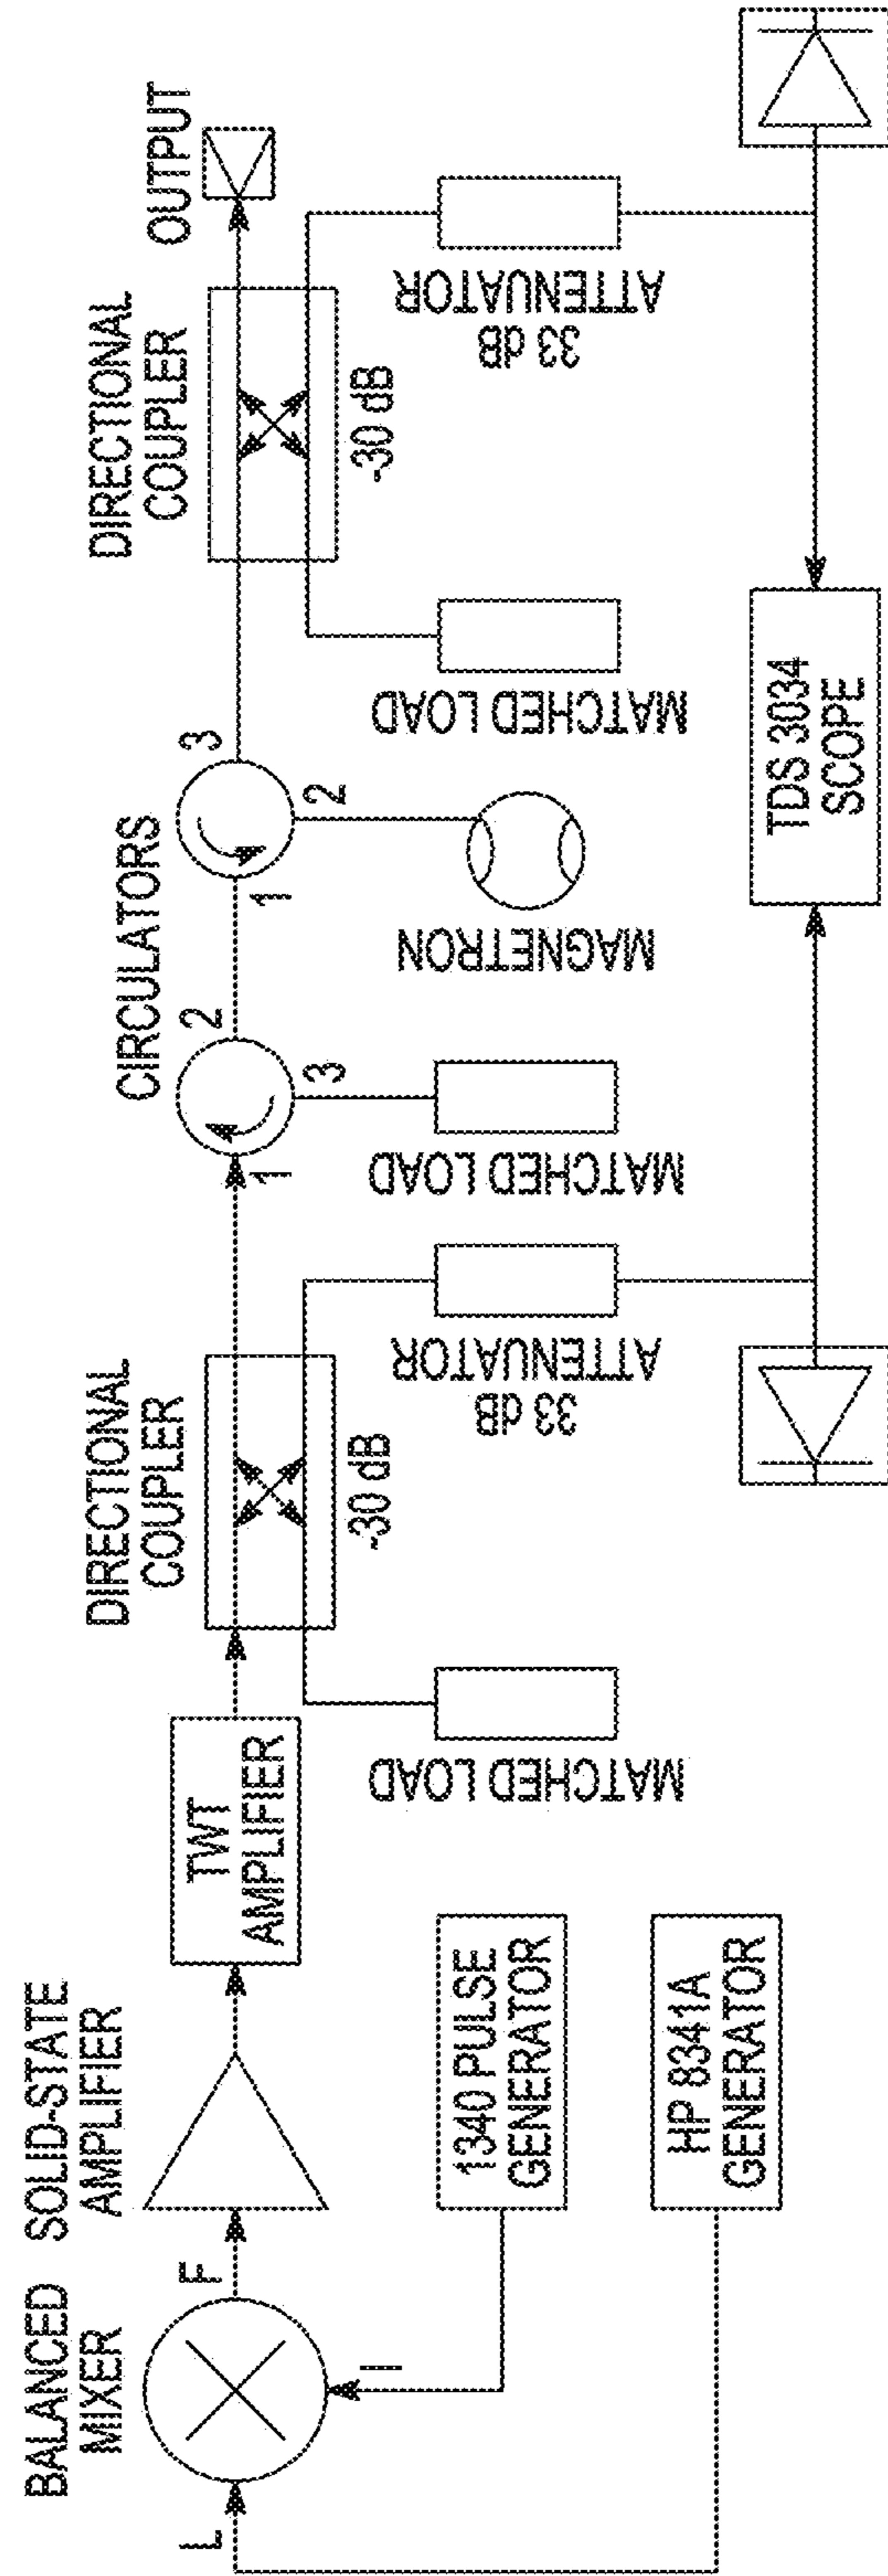 BALANCED
MIXER
SOLID-STATE
AMPLIFIER
L
F
I
TWT
AMPLIFIER
1340 PULSE
GENERATOR
HP 8341A
GENERATOR
DIRECTIONAL
COUPLER
-30 dB
MATCHED LOAD
33 dB
ATTENUATOR
CIRCULATORS
1
2
3
MATCHED LOAD
1
2
3
MAGNETRON
DIRECTIONAL
COUPLER
-30 dB
MATCHED LOAD
33 dB
ATTENUATOR
OUTPUT
TDS 3034
SCOPE